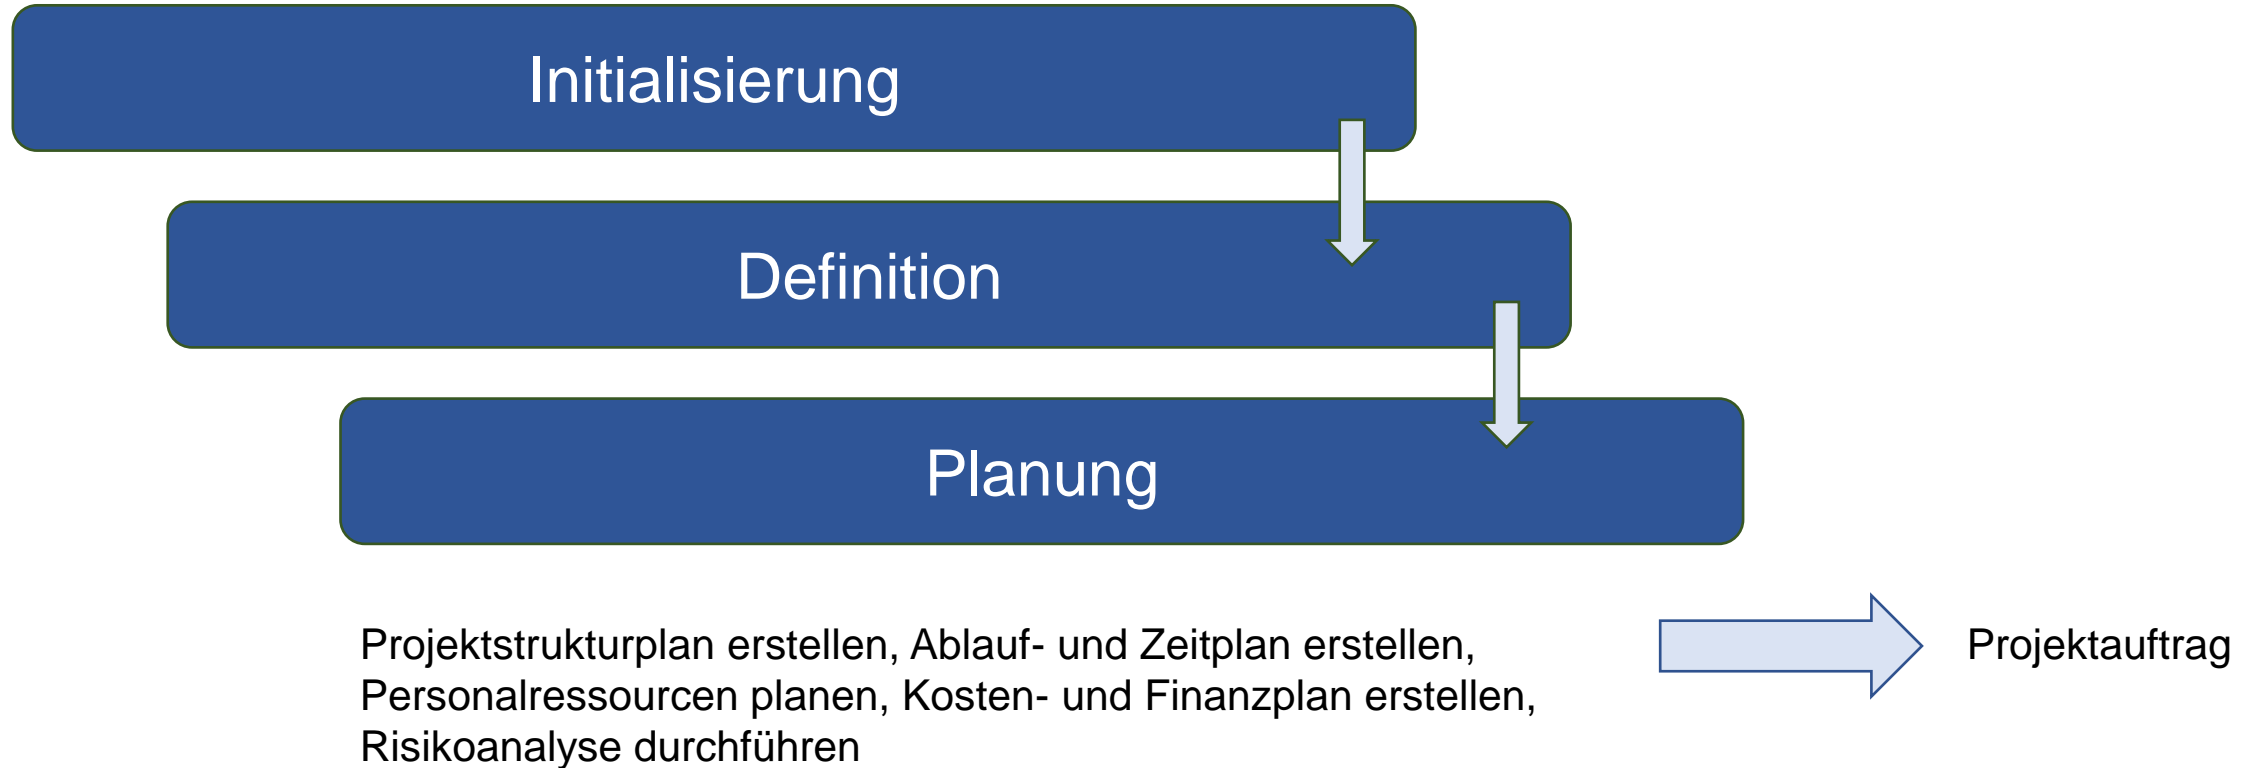 Initialisierung
Definition
Planung
Projektstrukturplan erstellen, Ablauf- und Zeitplan erstellen,
Personalressourcen planen, Kosten- und Finanzplan erstellen,
Risikoanalyse durchführen
Projektauftrag